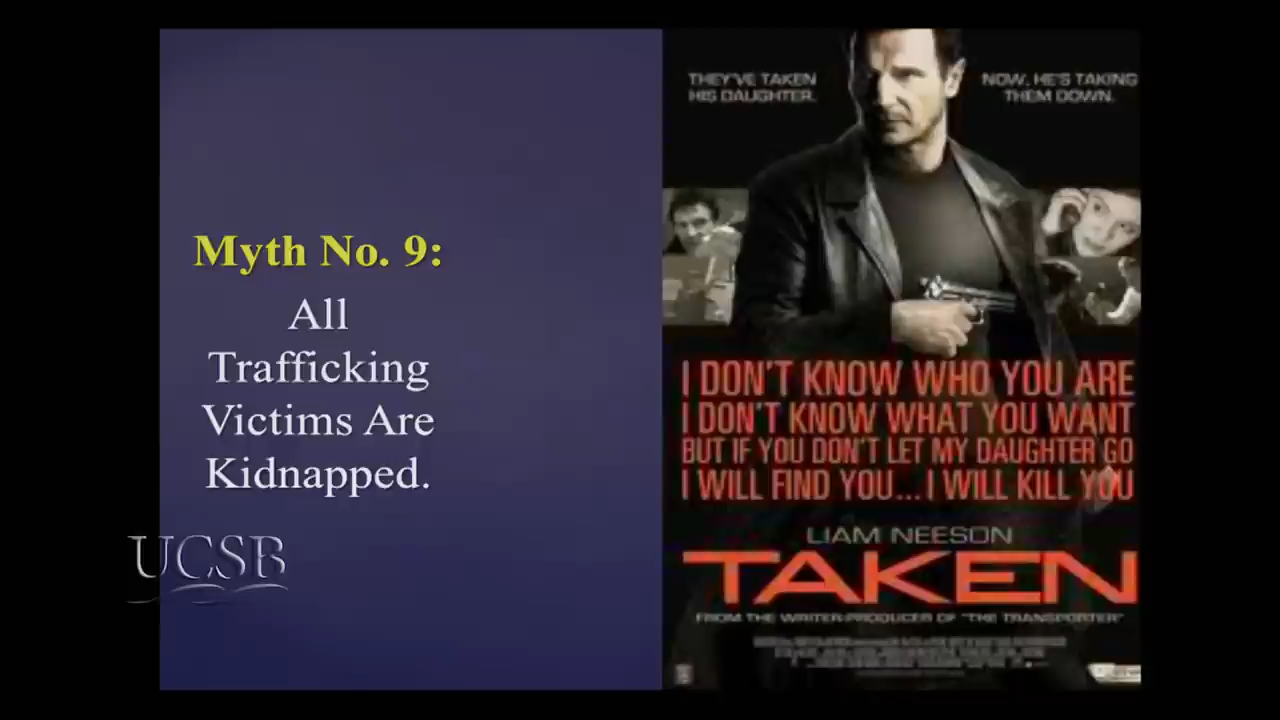 Myth No. 9:
All
Trafficking
Victims Are
Kidnapped.
UCSB
THEY'VE TAKEN
HIS DAUGHTER.
NOW, HE'S TAKING
THEM DOWN.
I DON'T KNOW WHO YOU ARE
I DON'T KNOW WHAT YOU WANT
BUT IF YOU DON'T LET MY DAUGHTER GO
I WILL FIND YOU...I WILL KILL YOU
LIAM NEESON
TAKEN
FROM THE WRITER-PRODUCER OF "THE TRANSPORTER"